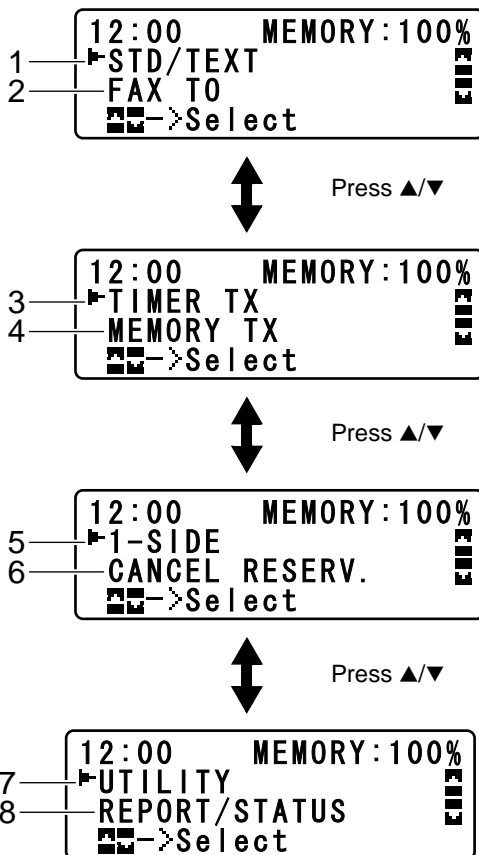 12:00 MEMORY:100%
1 STD/TEXT
2 FAX TO
->Select
Press ▲/▼
12:00 MEMORY:100%
3 TIMER TX
4 MEMORY TX
->Select
Press ▲/▼
12:00 MEMORY:100%
5 1-SIDE
6 CANCEL RESERV.
->Select
Press ▲/▼
12:00 MEMORY:100%
7 UTILITY
8 REPORT/STATUS
->Select